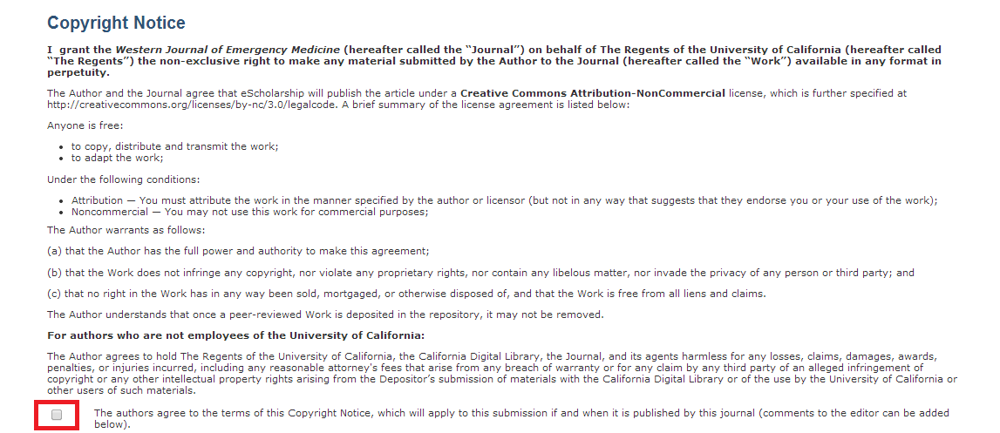 Copyright Notice
I  grant the Western Journal of Emergency Medicine (hereafter called the “Journal”) on behalf of The Regents of the University of California (hereafter called
“The Regents”) the non-exclusive right to make any material submitted by the Author to the Journal (hereafter called the “Work”) available in any format in
perpetuity.
The Author and the Journal agree that eScholarship will publish the article under a Creative Commons Attribution-NonCommercial license, which is further specified at
http://creativecommons.org/licenses/by-nc/3.0/legalcode. A brief summary of the license agreement is listed below:
Anyone is free:
• to copy, distribute and transmit the work;
• to adapt the work;
Under the following conditions:
• Attribution — You must attribute the work in the manner specified by the author or licensor (but not in any way that suggests that they endorse you or your use of the work);
• Noncommercial — You may not use this work for commercial purposes;
The Author warrants as follows:
(a) that the Author has the full power and authority to make this agreement;
(b) that the Work does not infringe any copyright, nor violate any proprietary rights, nor contain any libelous matter, nor invade the privacy of any person or third party; and
(c) that no right in the Work has in any way been sold, mortgaged, or otherwise disposed of, and that the Work is free from all liens and claims.
The Author understands that once a peer-reviewed Work is deposited in the repository, it may not be removed.
For authors who are not employees of the University of California:
The Author agrees to hold The Regents of the University of California, the California Digital Library, the Journal, and its agents harmless for any losses, claims, damages, awards,
penalties, or injuries incurred, including any reasonable attorney's fees that arise from any breach of warranty or for any claim by any third party of an alleged infringement of
copyright or any other intellectual property rights arising from the Depositor’s submission of materials with the California Digital Library or of the use by the University of California or
other users of such materials.
The authors agree to the terms of this Copyright Notice, which will apply to this submission if and when it is published by this journal (comments to the editor can be added
below).